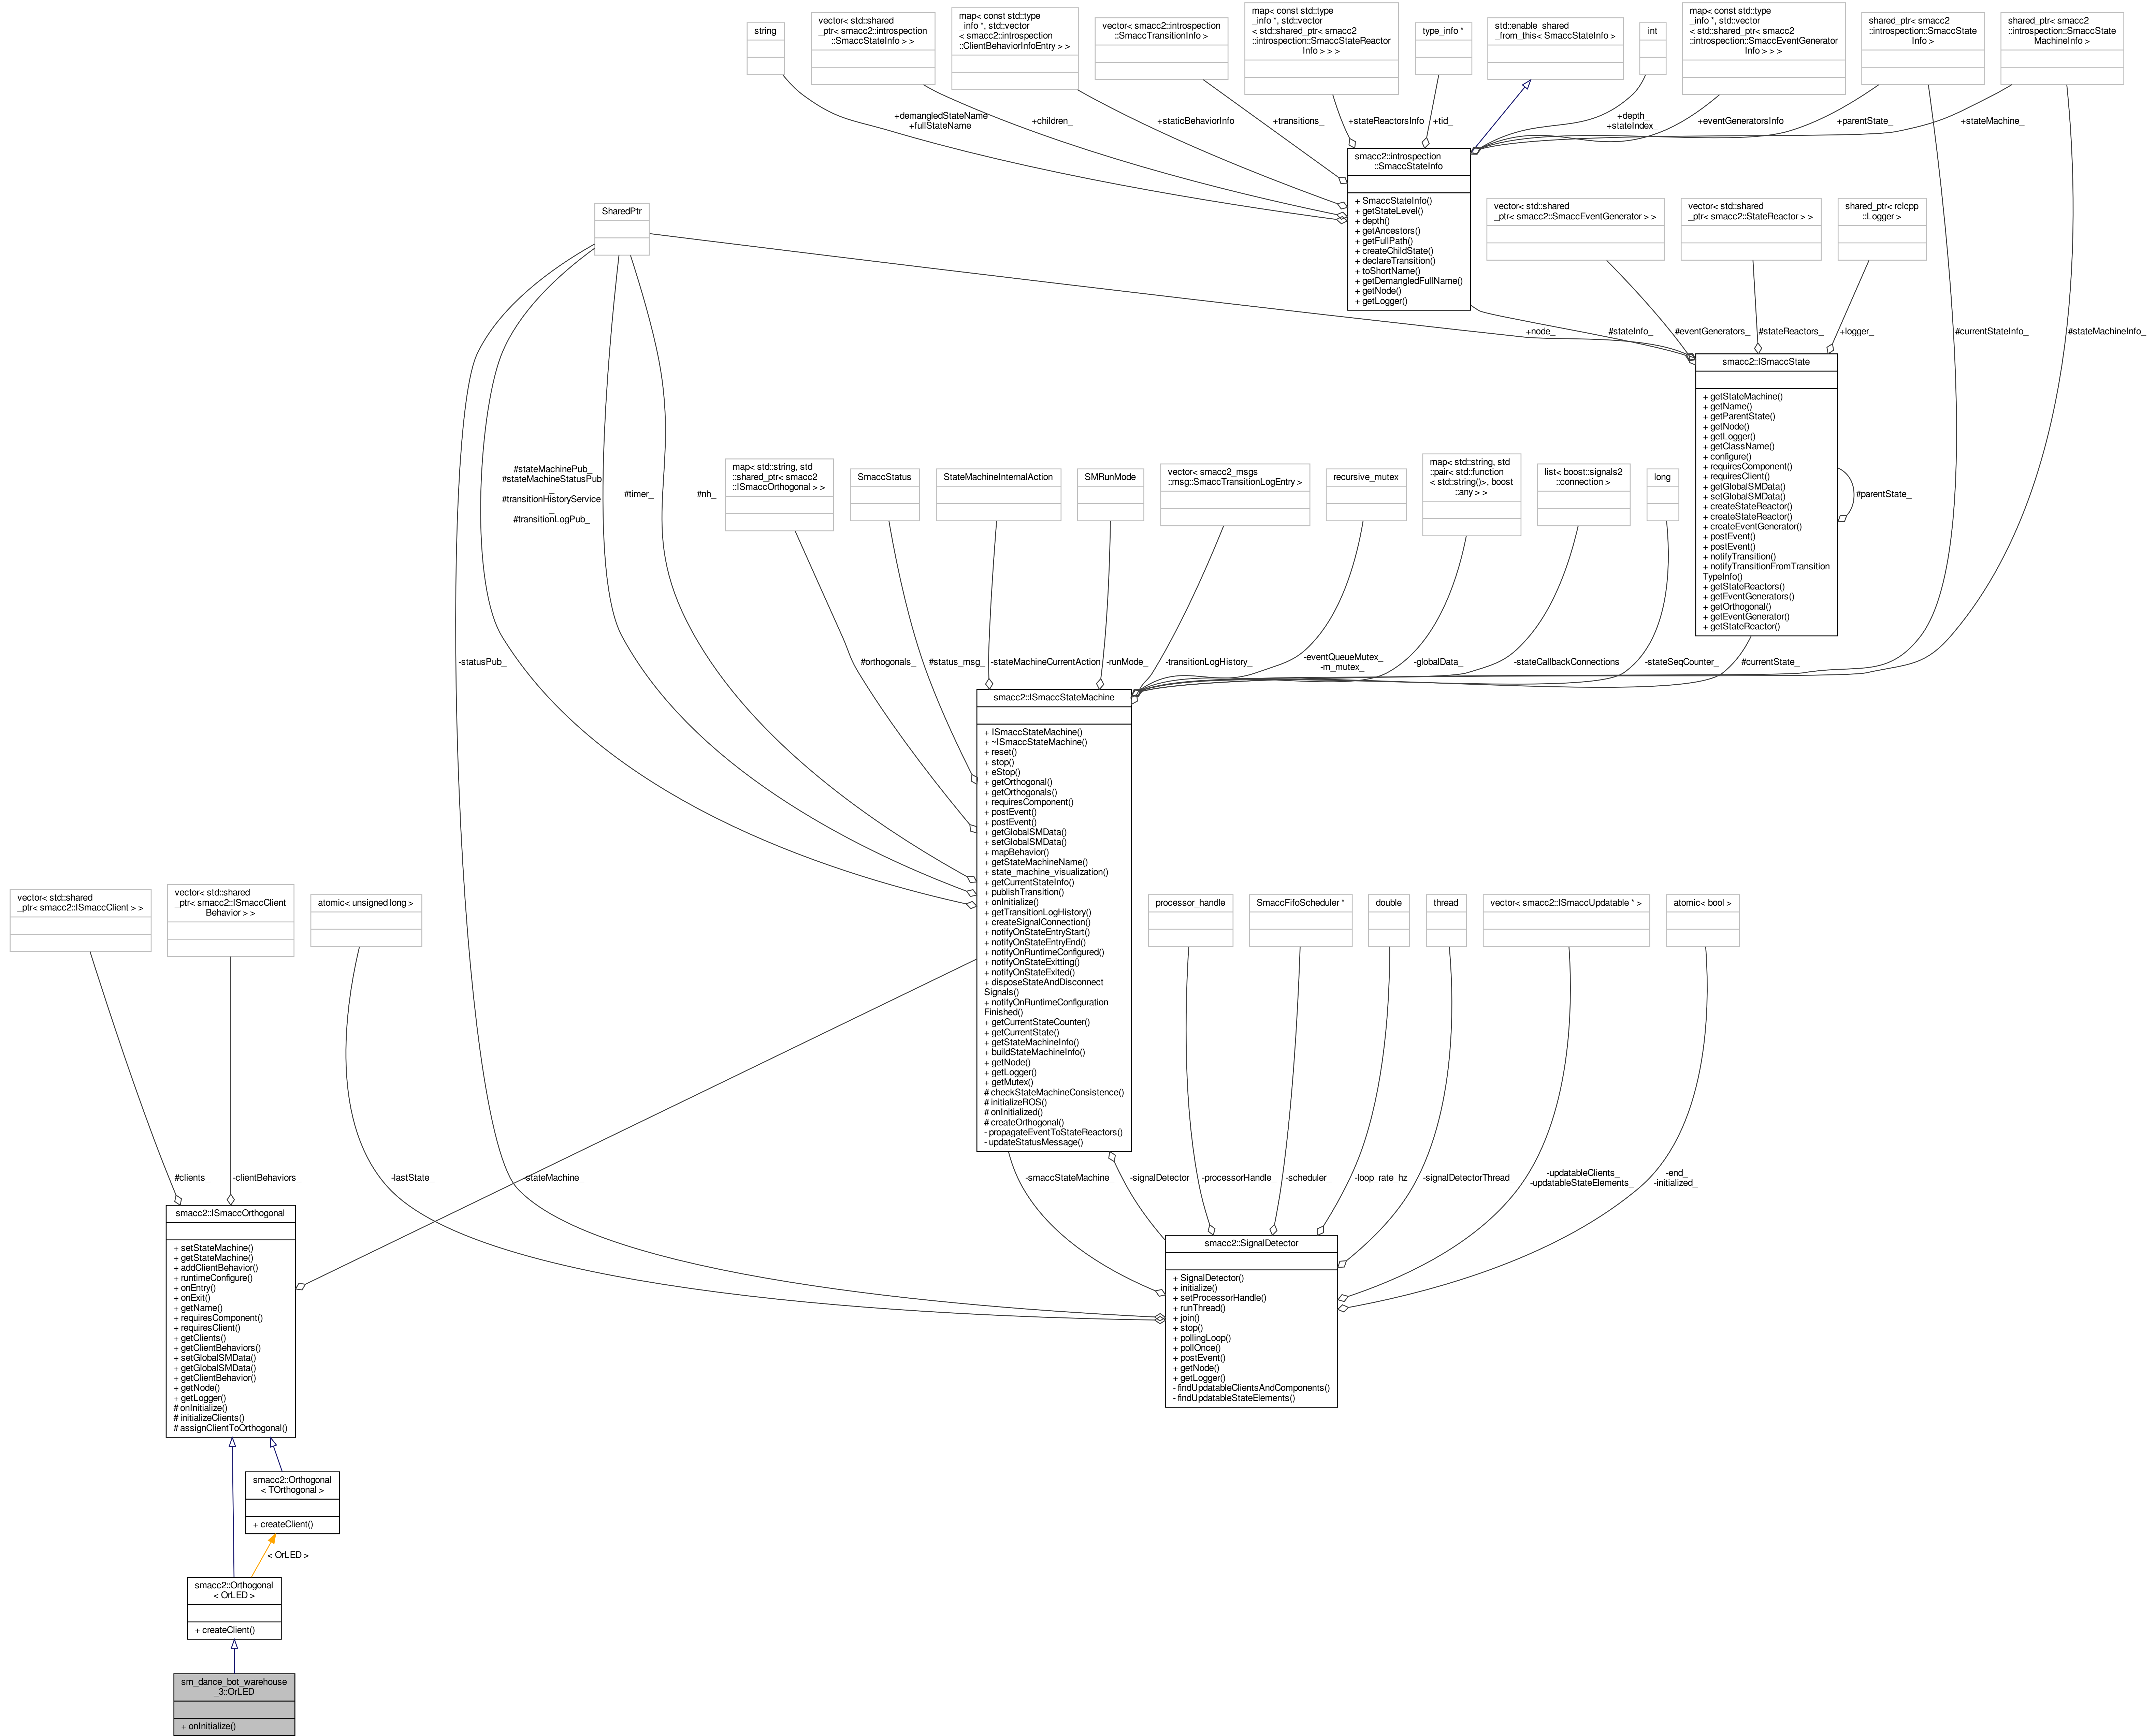 string
vector< std::shared
_ptr< smacc2::introspection
::SmaccStateInfo > >
map< const std::type
_info *, std::vector
< smacc2::introspection
::ClientBehaviorInfoEntry > >
vector< smacc2::introspection
::SmaccTransitionInfo >
map< const std::type
_info *, std::vector
< std::shared_ptr< smacc2
::introspection::SmaccStateReactor
Info > > >
type_info *
std::enable_shared
_from_this< SmaccStateInfo >
int
map< const std::type
_info *, std::vector
< std::shared_ptr< smacc2
::introspection::SmaccEventGenerator
Info > > >
shared_ptr< smacc2
::introspection::SmaccState
Info >
shared_ptr< smacc2
::introspection::SmaccState
MachineInfo >
+demangledStateName
+fullStateName
+children_
+staticBehaviorInfo
+transitions_
+stateReactorsInfo
+tid_
+depth_
+stateIndex_
+eventGeneratorsInfo
+parentState_
+stateMachine_
smacc2::introspection
::SmaccStateInfo
+ SmaccStateInfo()
+ getStateLevel()
+ depth()
+ getAncestors()
+ getFullPath()
+ createChildState()
+ declareTransition()
+ toShortName()
+ getDemangledFullName()
+ getNode()
+ getLogger()
SharedPtr
vector< std::shared
_ptr< smacc2::SmaccEventGenerator > >
vector< std::shared
_ptr< smacc2::StateReactor > >
shared_ptr< rclcpp
::Logger >
+node_
#stateInfo_
#eventGenerators_
#stateReactors_
+logger_
#currentStateInfo_
#stateMachineInfo_
smacc2::ISmaccState
+ getStateMachine()
+ getName()
+ getParentState()
+ getNode()
+ getLogger()
+ getClassName()
+ configure()
+ requiresComponent()
+ requiresClient()
+ getGlobalSMData()
+ setGlobalSMData()
+ createStateReactor()
+ createStateReactor()
+ createEventGenerator()
+ postEvent()
+ postEvent()
+ notifyTransition()
+ notifyTransitionFromTransition
TypeInfo()
+ getStateReactors()
+ getEventGenerators()
+ getOrthogonal()
+ getEventGenerator()
+ getStateReactor()
#parentState_
#stateMachinePub_
#stateMachineStatusPub
_
#transitionHistoryService
_
#transitionLogPub_
#timer_
#nh_
map< std::string, std
::shared_ptr< smacc2
::ISmaccOrthogonal > >
SmaccStatus
StateMachineInternalAction
SMRunMode
vector< smacc2_msgs
::msg::SmaccTransitionLogEntry >
recursive_mutex
map< std::string, std
::pair< std::function
< std::string()>, boost
::any > >
list< boost::signals2
::connection >
long
-statusPub_
#orthogonals_
#status_msg_
-stateMachineCurrentAction
-runMode_
-transitionLogHistory_
-eventQueueMutex_
-m_mutex_
-globalData_
-stateCallbackConnections
-stateSeqCounter_
#currentState_
smacc2::ISmaccStateMachine
+ ISmaccStateMachine()
+ ~ISmaccStateMachine()
+ reset()
+ stop()
+ eStop()
+ getOrthogonal()
+ getOrthogonals()
+ requiresComponent()
+ postEvent()
+ postEvent()
+ getGlobalSMData()
+ setGlobalSMData()
+ mapBehavior()
+ getStateMachineName()
+ state_machine_visualization()
+ getCurrentStateInfo()
+ publishTransition()
+ onInitialize()
+ getTransitionLogHistory()
+ createSignalConnection()
+ notifyOnStateEntryStart()
+ notifyOnStateEntryEnd()
+ notifyOnRuntimeConfigured()
+ notifyOnStateExitting()
+ notifyOnStateExited()
+ disposeStateAndDisconnect
Signals()
+ notifyOnRuntimeConfiguration
Finished()
+ getCurrentStateCounter()
+ getCurrentState()
+ getStateMachineInfo()
+ buildStateMachineInfo()
+ getNode()
+ getLogger()
+ getMutex()
# checkStateMachineConsistence()
# initializeROS()
# onInitialized()
# createOrthogonal()
- propagateEventToStateReactors()
- updateStatusMessage()
vector< std::shared
_ptr< smacc2::ISmaccClient > >
vector< std::shared
_ptr< smacc2::ISmaccClient
Behavior > >
atomic< unsigned long >
processor_handle
SmaccFifoScheduler *
double
thread
vector< smacc2::ISmaccUpdatable * >
atomic< bool >
#clients_
-clientBehaviors_
-lastState_
-stateMachine_
-smaccStateMachine_
-signalDetector_
-processorHandle_
-scheduler_
-loop_rate_hz
-signalDetectorThread_
-updatableClients_
-updatableStateElements_
-end_
-initialized_
smacc2::ISmaccOrthogonal
+ setStateMachine()
+ getStateMachine()
+ addClientBehavior()
+ runtimeConfigure()
+ onEntry()
+ onExit()
+ getName()
+ requiresComponent()
+ requiresClient()
+ getClients()
+ getClientBehaviors()
+ setGlobalSMData()
+ getGlobalSMData()
+ getClientBehavior()
+ getNode()
+ getLogger()
# onInitialize()
# initializeClients()
# assignClientToOrthogonal()
smacc2::SignalDetector
+ SignalDetector()
+ initialize()
+ setProcessorHandle()
+ runThread()
+ join()
+ stop()
+ pollingLoop()
+ pollOnce()
+ postEvent()
+ getNode()
+ getLogger()
- findUpdatableClientsAndComponents()
- findUpdatableStateElements()
smacc2::Orthogonal
< TOrthogonal >
+ createClient()
< OrLED >
smacc2::Orthogonal
< OrLED >
+ createClient()
sm_dance_bot_warehouse
_3::OrLED
+ onInitialize()